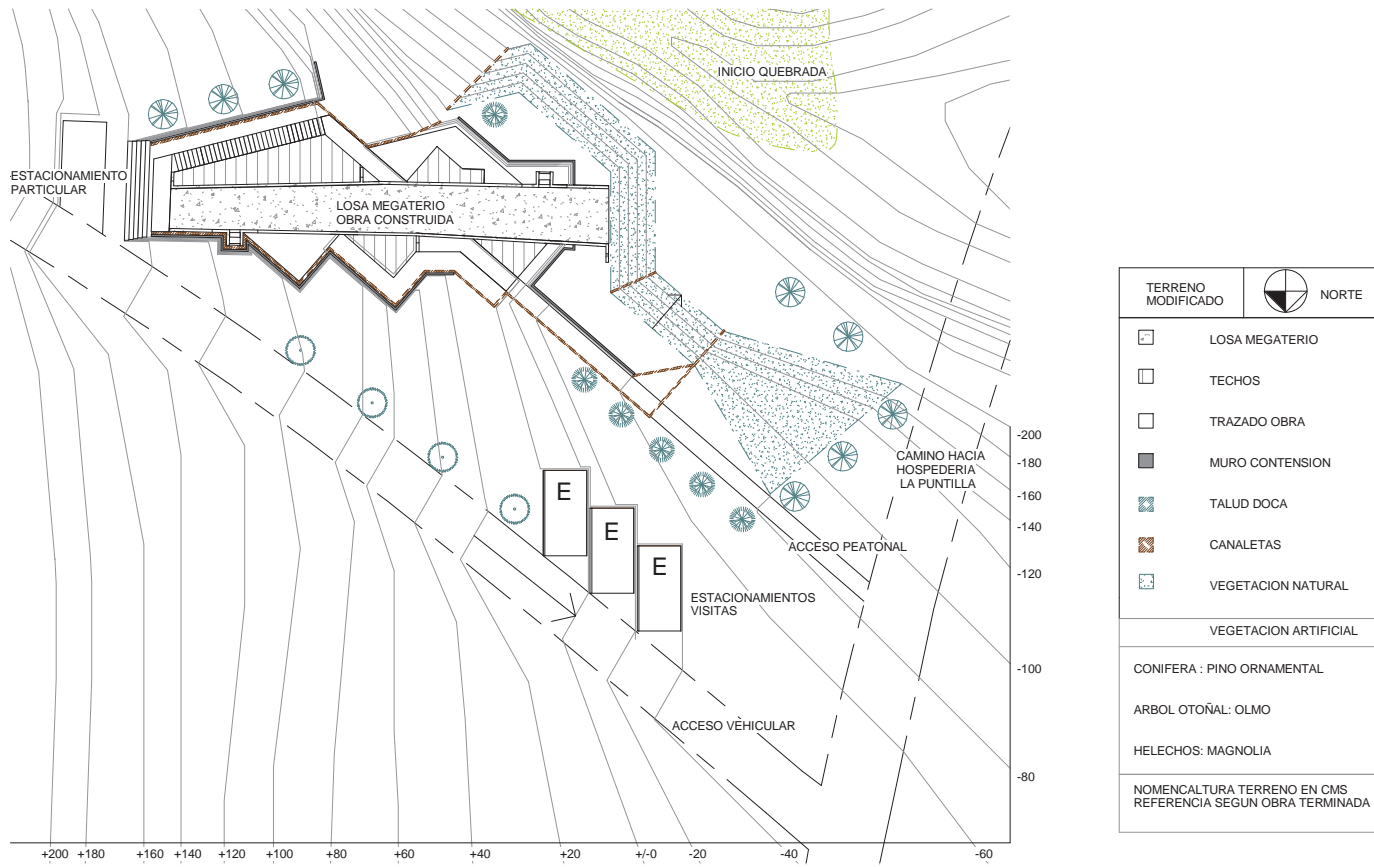 INICIO QUEBRADA
ESTACIONAMIENTO
PARTICULAR
LOSA MEGATERIO
OBRA CONSTRUIDA
CAMINO HACIA
HOSPEDERIA
LA PUNTILLA
E
E
E
ACCESO PEATONAL
ESTACIONAMIENTOS
VISITAS
ACCESO VEHICULAR
-200
-180
-160
-140
-120
-100
-80
+200 +180 +160 +140 +120 +100 +80 +60 +40 +20 +/-0 -20 -40 -60
TERRENO
MODIFICADO
NORTE
LOSA MEGATERIO
TECHOS
TRAZADO OBRA
MURO CONTENSION
TALUD DOCA
CANALETAS
VEGETACION NATURAL
VEGETACION ARTIFICIAL
CONIFERA : PINO ORNAMENTAL
ARBOL OTOÑAL: OLMO
HELECHOS: MAGNOLIA
NOMENCALTURA TERRENO EN CMS
REFERENCIA SEGUN OBRA TERMINADA